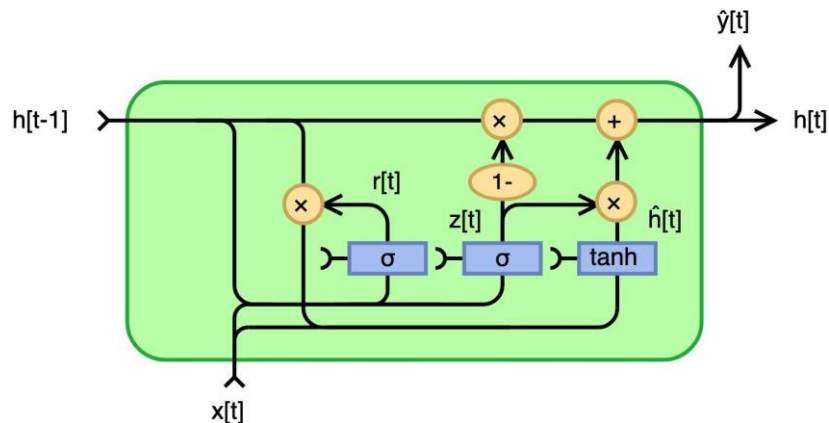 ŷ[t]
h[t-1]
×
+
h[t]
r[t]
1-
×
z[t]
×
ĥ[t]
σ
σ
tanh
x[t]